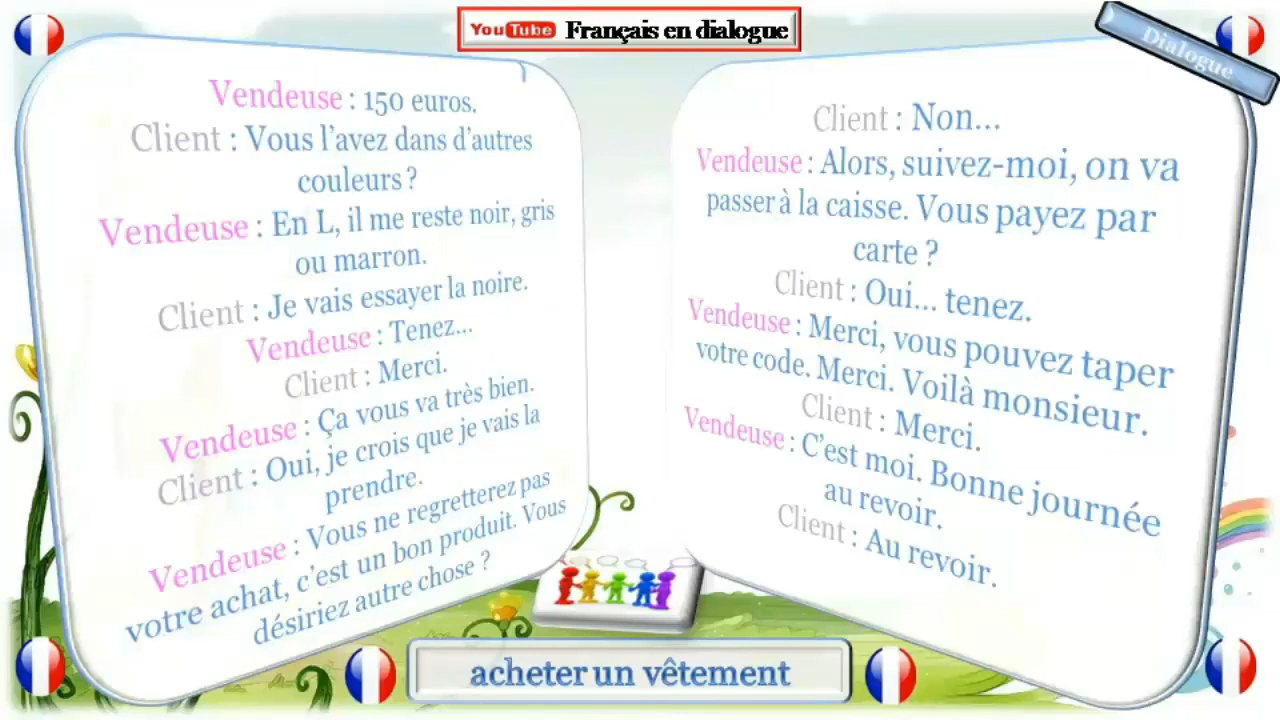 YouTube Français en dialogue
Dialogue
Vendeuse : 150 euros.
Client : Vous l'avez dans d'autres
couleurs ?
Vendeuse : En L, il me reste noir, gris
ou marron.
Client : Je vais essayer la noire.
Vendeuse : Tenez...
Client : Merci.
Vendeuse : Ça vous va très bien.
Client : Oui, je crois que je vais la
prendre.
Vendeuse : Vous ne regretterez pas
votre achat, c'est un bon produit. Vous
désiriez autre chose ?
Client : Non...
Vendeuse : Alors, suivez-moi, on va
passer à la caisse. Vous payez par
carte ?
Client : Oui... tenez.
Vendeuse : Merci, vous pouvez taper
votre code. Merci. Voilà monsieur.
Client : Merci.
Vendeuse : C'est moi. Bonne journée
au revoir.
Client : Au revoir.
acheter un vêtement